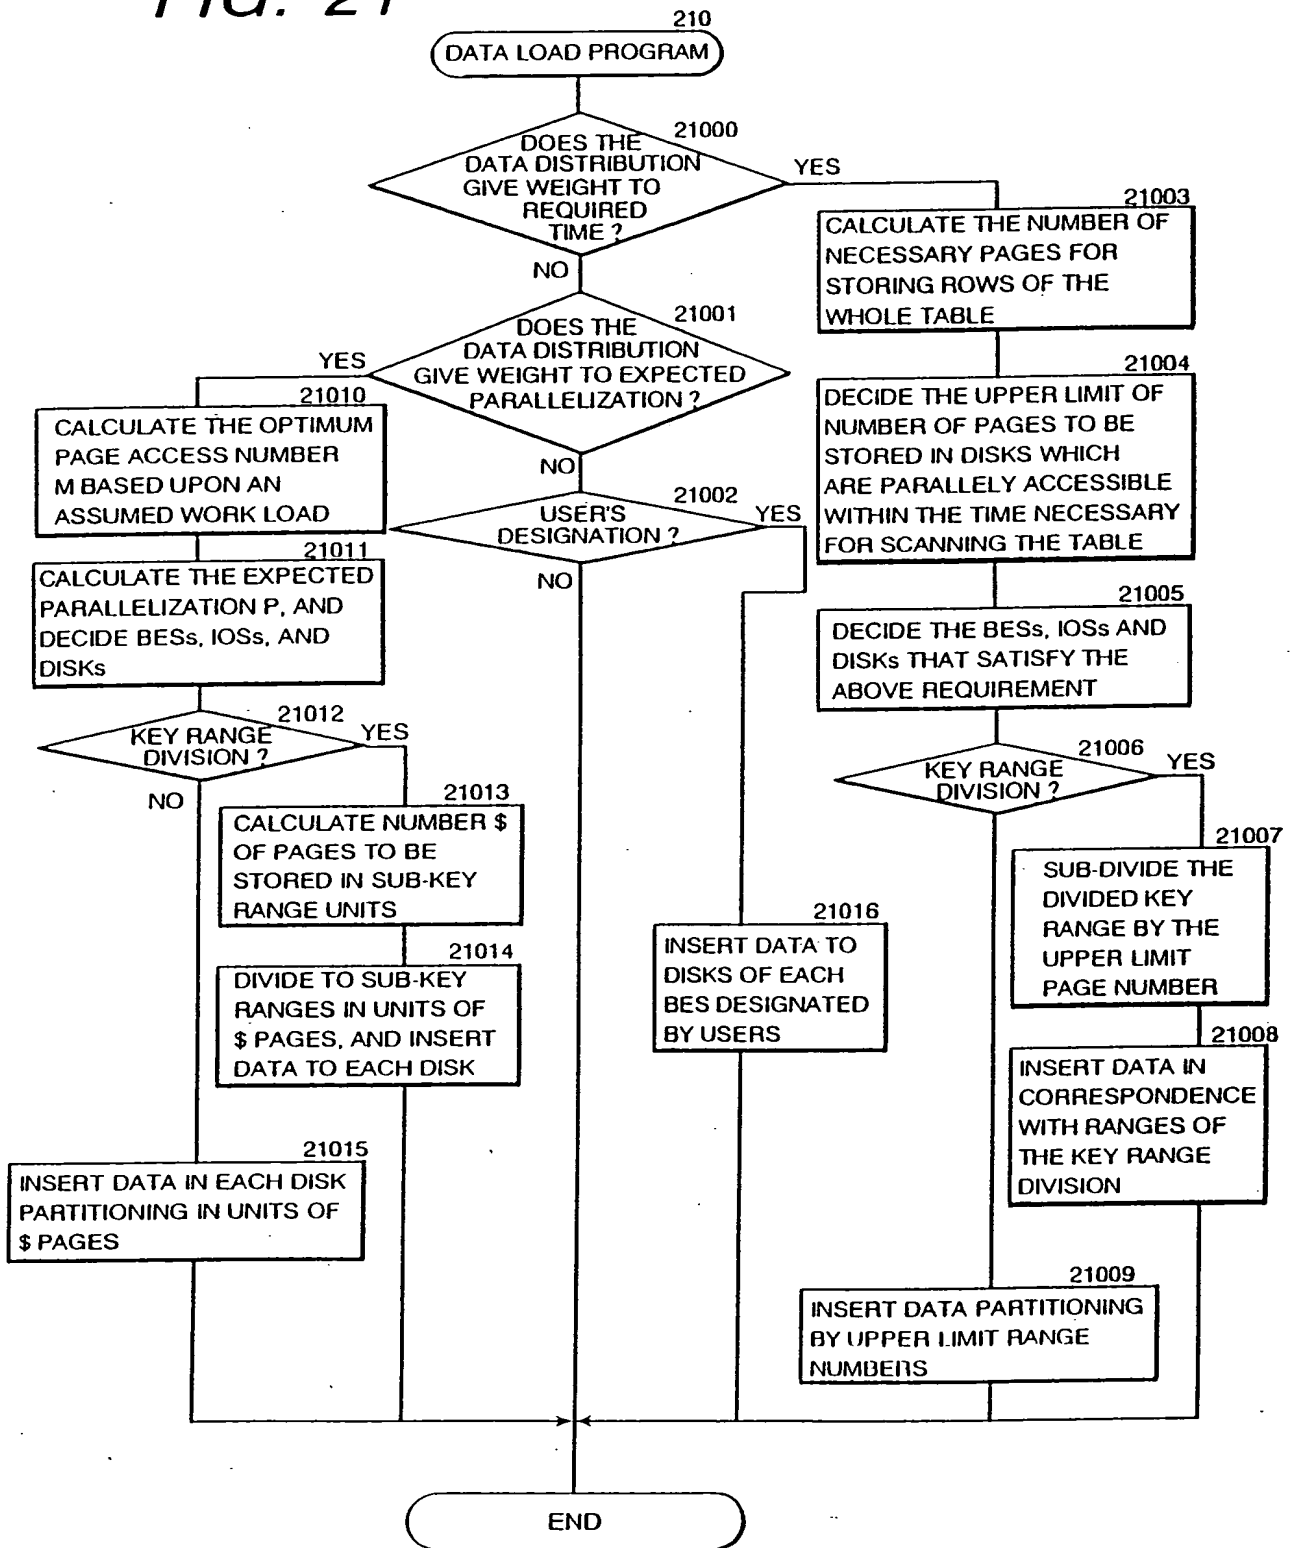 FIG. 21
210
DATA LOAD PROGRAM
21000
DOES THE
DATA DISTRIBUTION
GIVE WEIGHT TO
REQUIRED
TIME ?
YES
NO
21003
CALCULATE THE NUMBER OF
NECESSARY PAGES FOR
STORING ROWS OF THE
WHOLE TABLE
21001
DOES THE
DATA DISTRIBUTION
GIVE WEIGHT TO EXPECTED
PARALLELIZATION ?
YES
NO
21004
DECIDE THE UPPER LIMIT OF
NUMBER OF PAGES TO BE
STORED IN DISKS WHICH
ARE PARALLELY ACCESSIBLE
WITHIN THE TIME NECESSARY
FOR SCANNING THE TABLE
21010
CALCULATE THE OPTIMUM
PAGE ACCESS NUMBER
M BASED UPON AN
ASSUMED WORK LOAD
21002
USER'S
DESIGNATION ?
YES
NO
21011
CALCULATE THE EXPECTED
PARALLELIZATION P, AND
DECIDE BESs, IOSs, AND
DISKs
21005
DECIDE THE BESs, IOSs AND
DISKs THAT SATISFY THE
ABOVE REQUIREMENT
21012
KEY RANGE
DIVISION ?
YES
NO
21006
KEY RANGE
DIVISION ?
YES
21013
CALCULATE NUMBER $
OF PAGES TO BE
STORED IN SUB-KEY
RANGE UNITS
21007
SUB-DIVIDE THE
DIVIDED KEY
RANGE BY THE
UPPER LIMIT
PAGE NUMBER
21014
DIVIDE TO SUB-KEY
RANGES IN UNITS OF
$ PAGES, AND INSERT
DATA TO EACH DISK
21016
INSERT DATA TO
DISKS OF EACH
BES DESIGNATED
BY USERS
21008
INSERT DATA IN
CORRESPONDENCE
WITH RANGES OF
THE KEY RANGE
DIVISION
21015
INSERT DATA IN EACH DISK
PARTITIONING IN UNITS OF
$ PAGES
21009
INSERT DATA PARTITIONING
BY UPPER LIMIT RANGE
NUMBERS
END